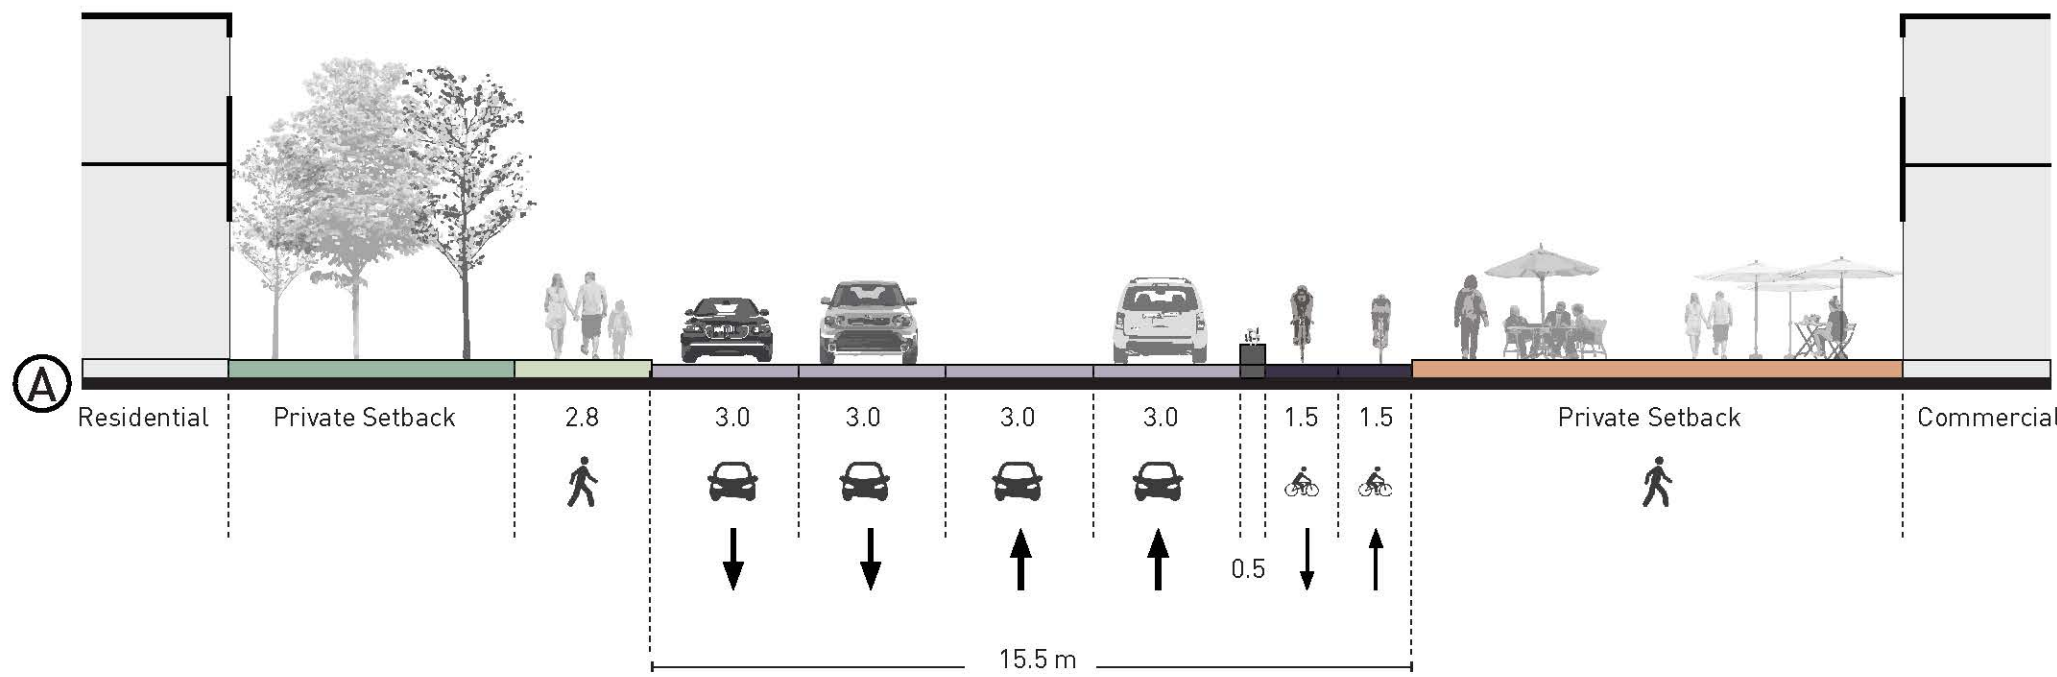 A
Residential
Private Setback
2.8
3.0
3.0
3.0
3.0
1.5
1.5
Private Setback
Commercial
0.5
15.5 m